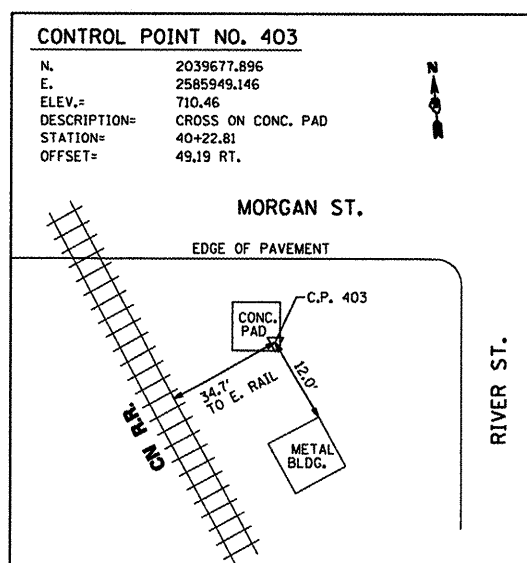 CONTROL POINT NO. 403
N. 2039677.896
E. 2585949.146
ELEV.= 710.46
DESCRIPTION= CROSS ON CONC. PAD
STATION= 40+22.81
OFFSET= 49.19 RT.
N
MORGAN ST.
EDGE OF PAVEMENT
C.P. 403
CONC.
PAD
12.0'
34.7'
TO E. RAIL
CN R.R.
METAL
BLDG.
RIVER ST.